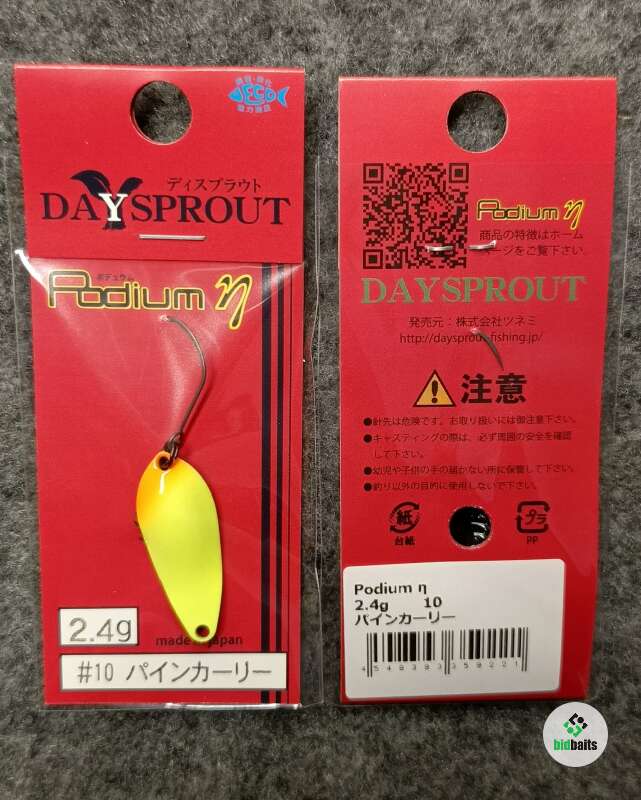 JECO
ディスプラウト
DAYSPROUT
ポデュウム
Podium η
2.4g
made in japan
#10 パインカーリー
Podium η
商品の特徴はホーム
ページをご覧下さい。
DAYSPROUT
発売元：株式会社ツネミ
http://daysprout-fishing.jp/
注意
●針先は危険です。お取り扱いには御注意下さい。
●キャスティングの際は、必ず周囲の安全を確認
して下さい。
●幼児や子供の手の届かない所に保管して下さい。
●釣り以外の目的に使用しないで下さい。
紙
台紙
プラ
PP
Podium η
2.4g 10
パインカーリー
4548393358221
bidbaits